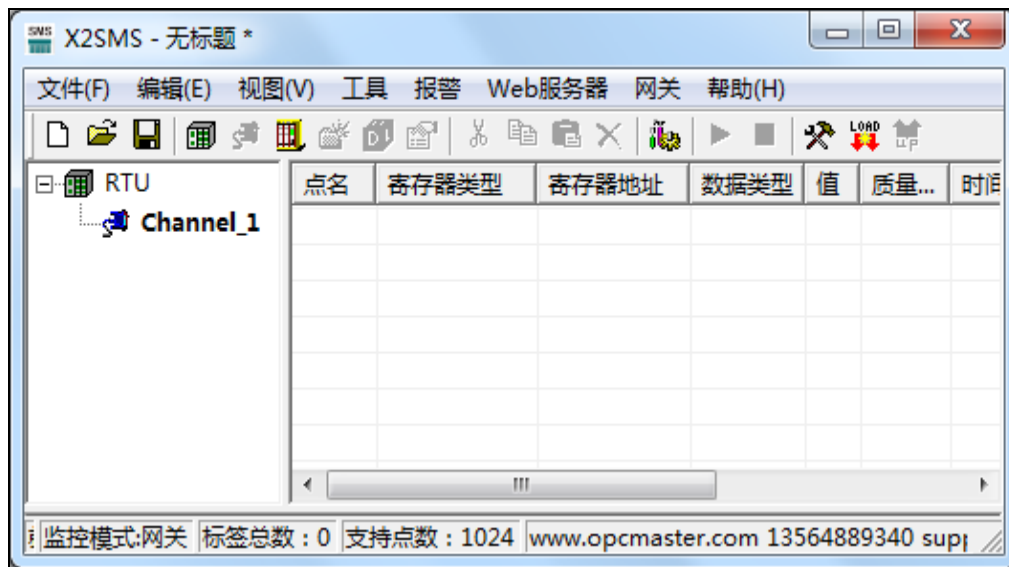 SMS X2SMS - 无标题 *
文件(F) 编辑(E) 视图(V) 工具 报警 Web服务器 网关 帮助(H)
LOAD
RTU 点名 寄存器类型 寄存器地址 数据类型 值 质量...
Channel_1
监控模式:网关 标签总数：0 支持点数：1024 www.opcmaster.com 13564889340